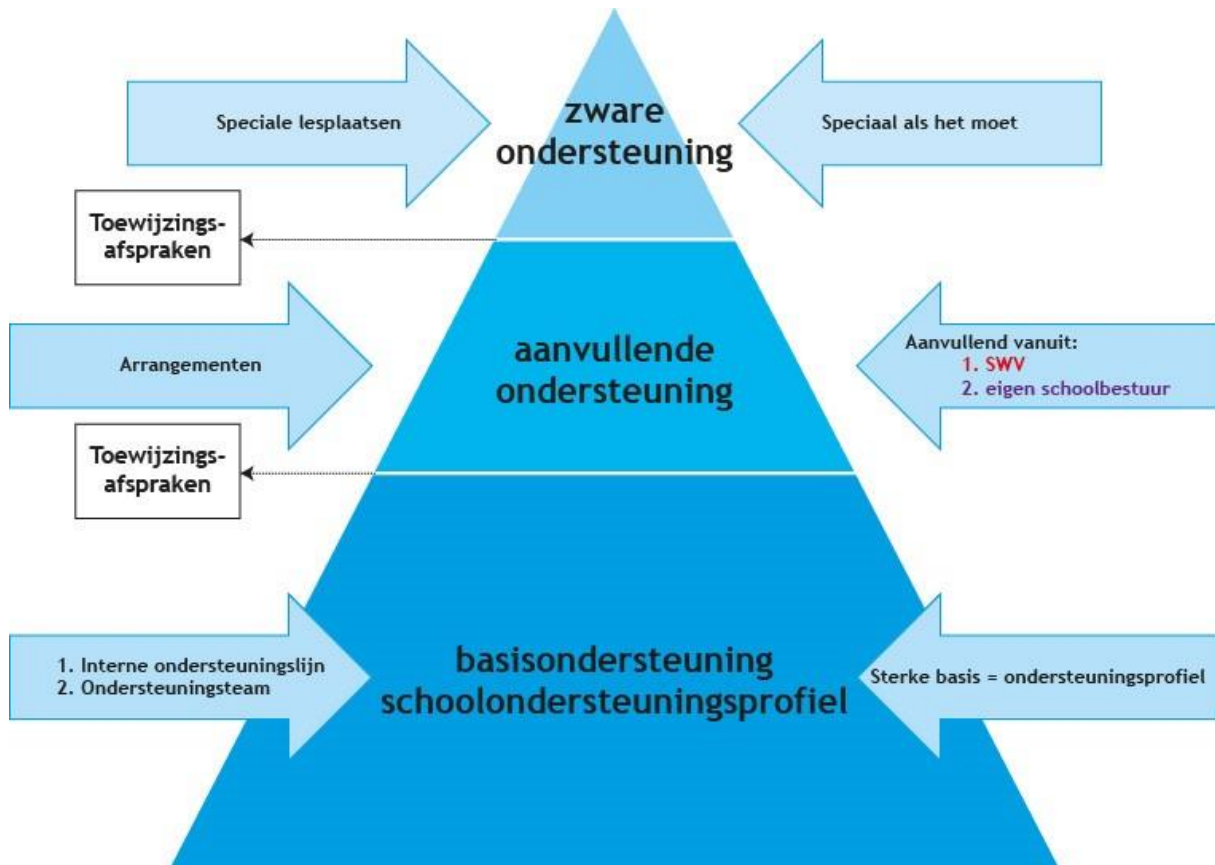 zware
ondersteuning
Speciale lesplaatsen
Speciaal als het moet
Toewijzings-
afspraken
aanvullende
ondersteuning
Arrangementen
Aanvullend vanuit:
1. SWV
2. eigen schoolbestuur
Toewijzings-
afspraken
basisondersteuning
schoolondersteuningsprofiel
1. Interne ondersteuningslijn
2. Ondersteuningsteam
Sterke basis = ondersteuningsprofiel